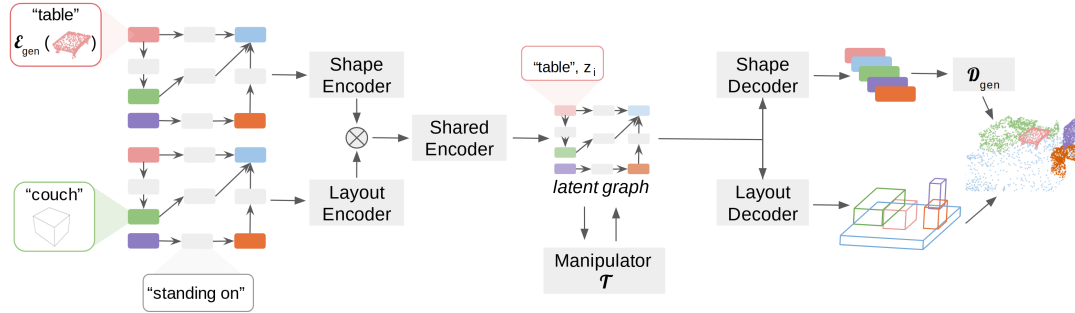 “table”
ℰgen ( )
“couch”
“standing on”
Shape
Encoder
Layout
Encoder
Shared
Encoder
“table”, zi
latent graph
Manipulator
𝒯
Shape
Decoder
Layout
Decoder
𝒟gen